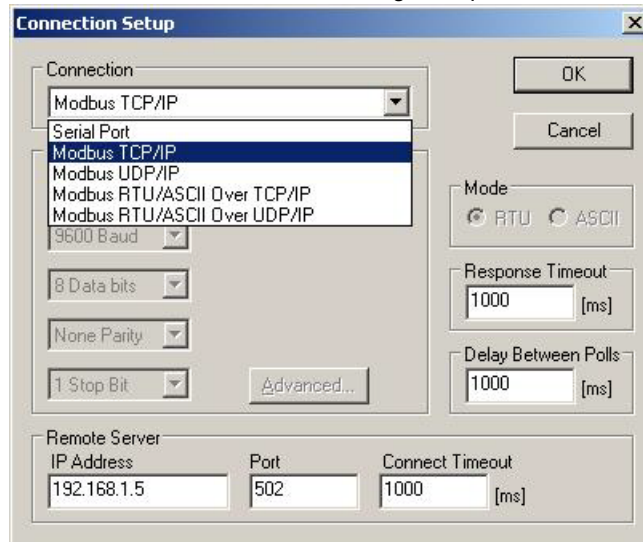 Connection Setup
Connection
OK
Modbus TCP/IP
Cancel
Serial Port
Modbus TCP/IP
Modbus UDP/IP
Modbus RTU/ASCII Over TCP/IP
Modbus RTU/ASCII Over UDP/IP
Mode
RTU ASCII
9600 Baud
Response Timeout
8 Data bits
1000 [ms]
None Parity
Delay Between Polls
1 Stop Bit
Advanced...
1000 [ms]
Remote Server
IP Address Port Connect Timeout
192.168.1.5 502 1000 [ms]